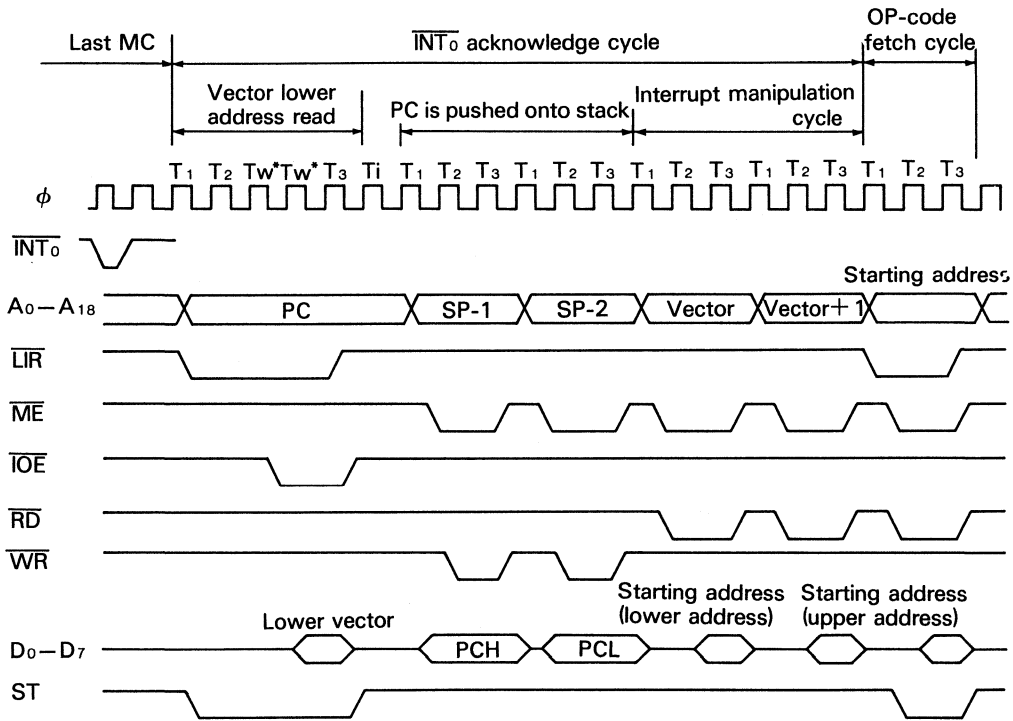 OP-code
fetch cycle
Last MC
INT0 acknowledge cycle
Vector lower
address read
PC is pushed onto stack
Interrupt manipulation
cycle
T1 T2 Tw* Tw* T3 Ti T1 T2 T3 T1 T2 T3 T1 T2 T3 T1 T2 T3 T1 T2 T3
ϕ
INT0
Starting address
A0—A18
PC
SP-1
SP-2
Vector
Vector+1
LIR
ME
IOE
RD
WR
Starting address
(lower address)
Starting address
(upper address)
Lower vector
D0—D7
PCH
PCL
ST